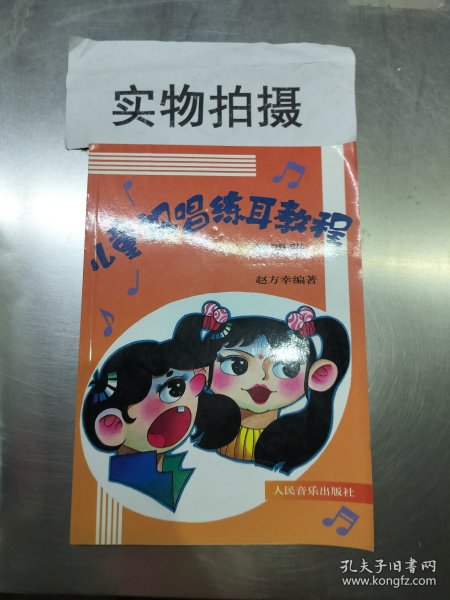 实物拍摄
儿童视唱练耳教程
赵方幸编著
人民音乐出版社
孔夫子旧书网
www.kongfz.com